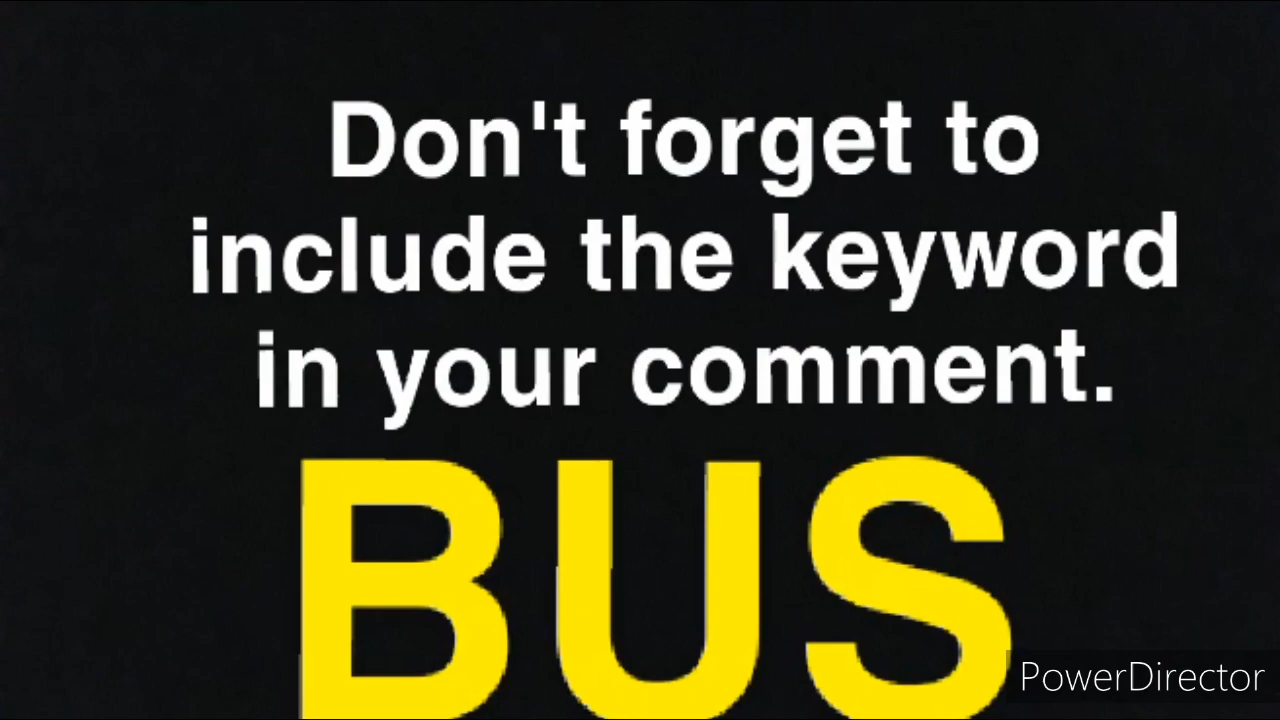 Don't forget to
include the keyword
in your comment.
BUS
PowerDirector